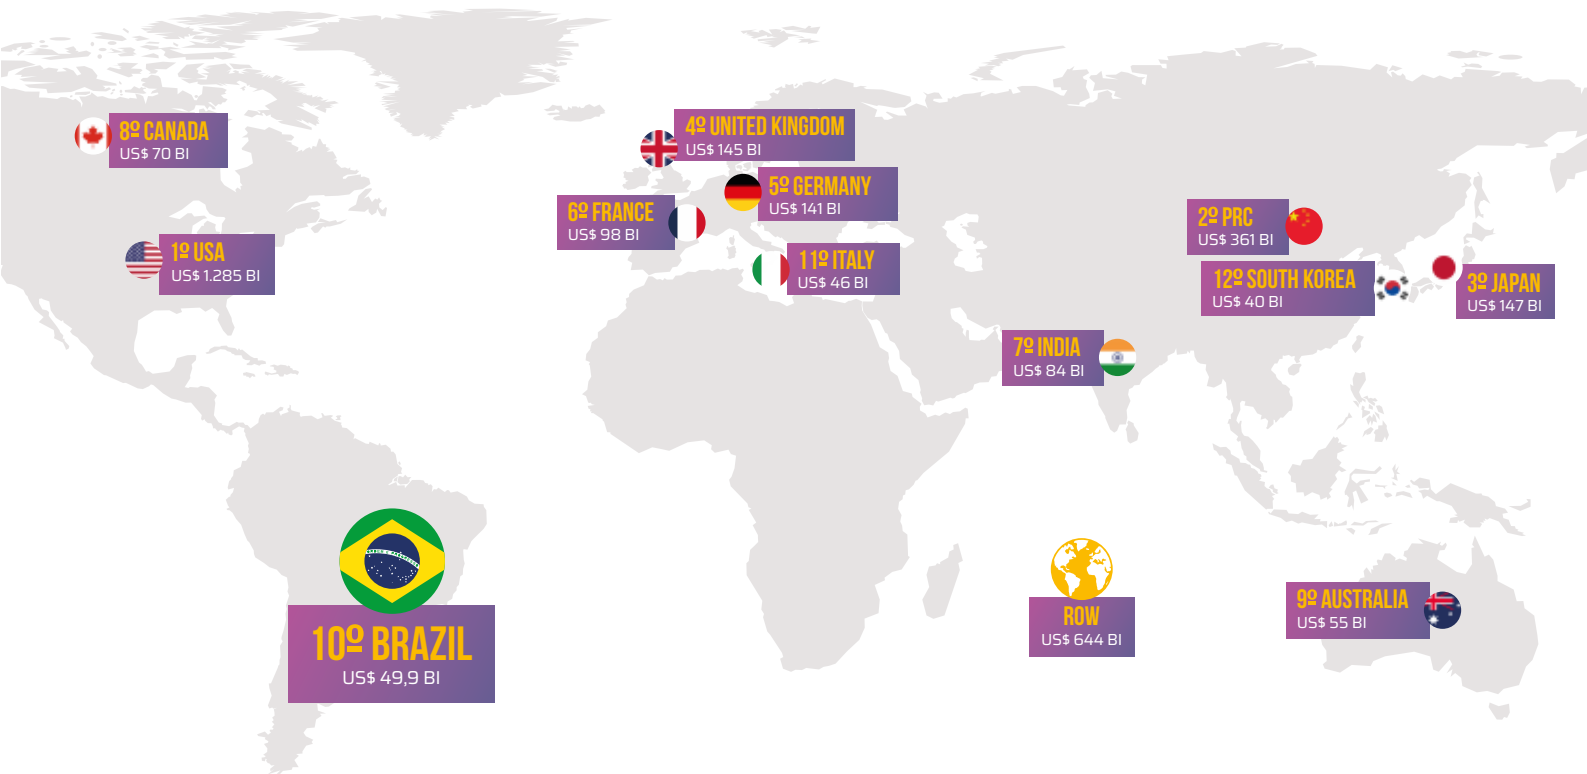 8º CANADA
US$ 70 BI
4º UNITED KINGDOM
US$ 145 BI
5º GERMANY
US$ 141 BI
6º FRANCE
US$ 98 BI
2º PRC
US$ 361 BI
1º USA
US$ 1.285 BI
11º ITALY
US$ 46 BI
12º SOUTH KOREA
US$ 40 BI
3º JAPAN
US$ 147 BI
7º INDIA
US$ 84 BI
10º BRAZIL
US$ 49,9 BI
ROW
US$ 644 BI
9º AUSTRALIA
US$ 55 BI